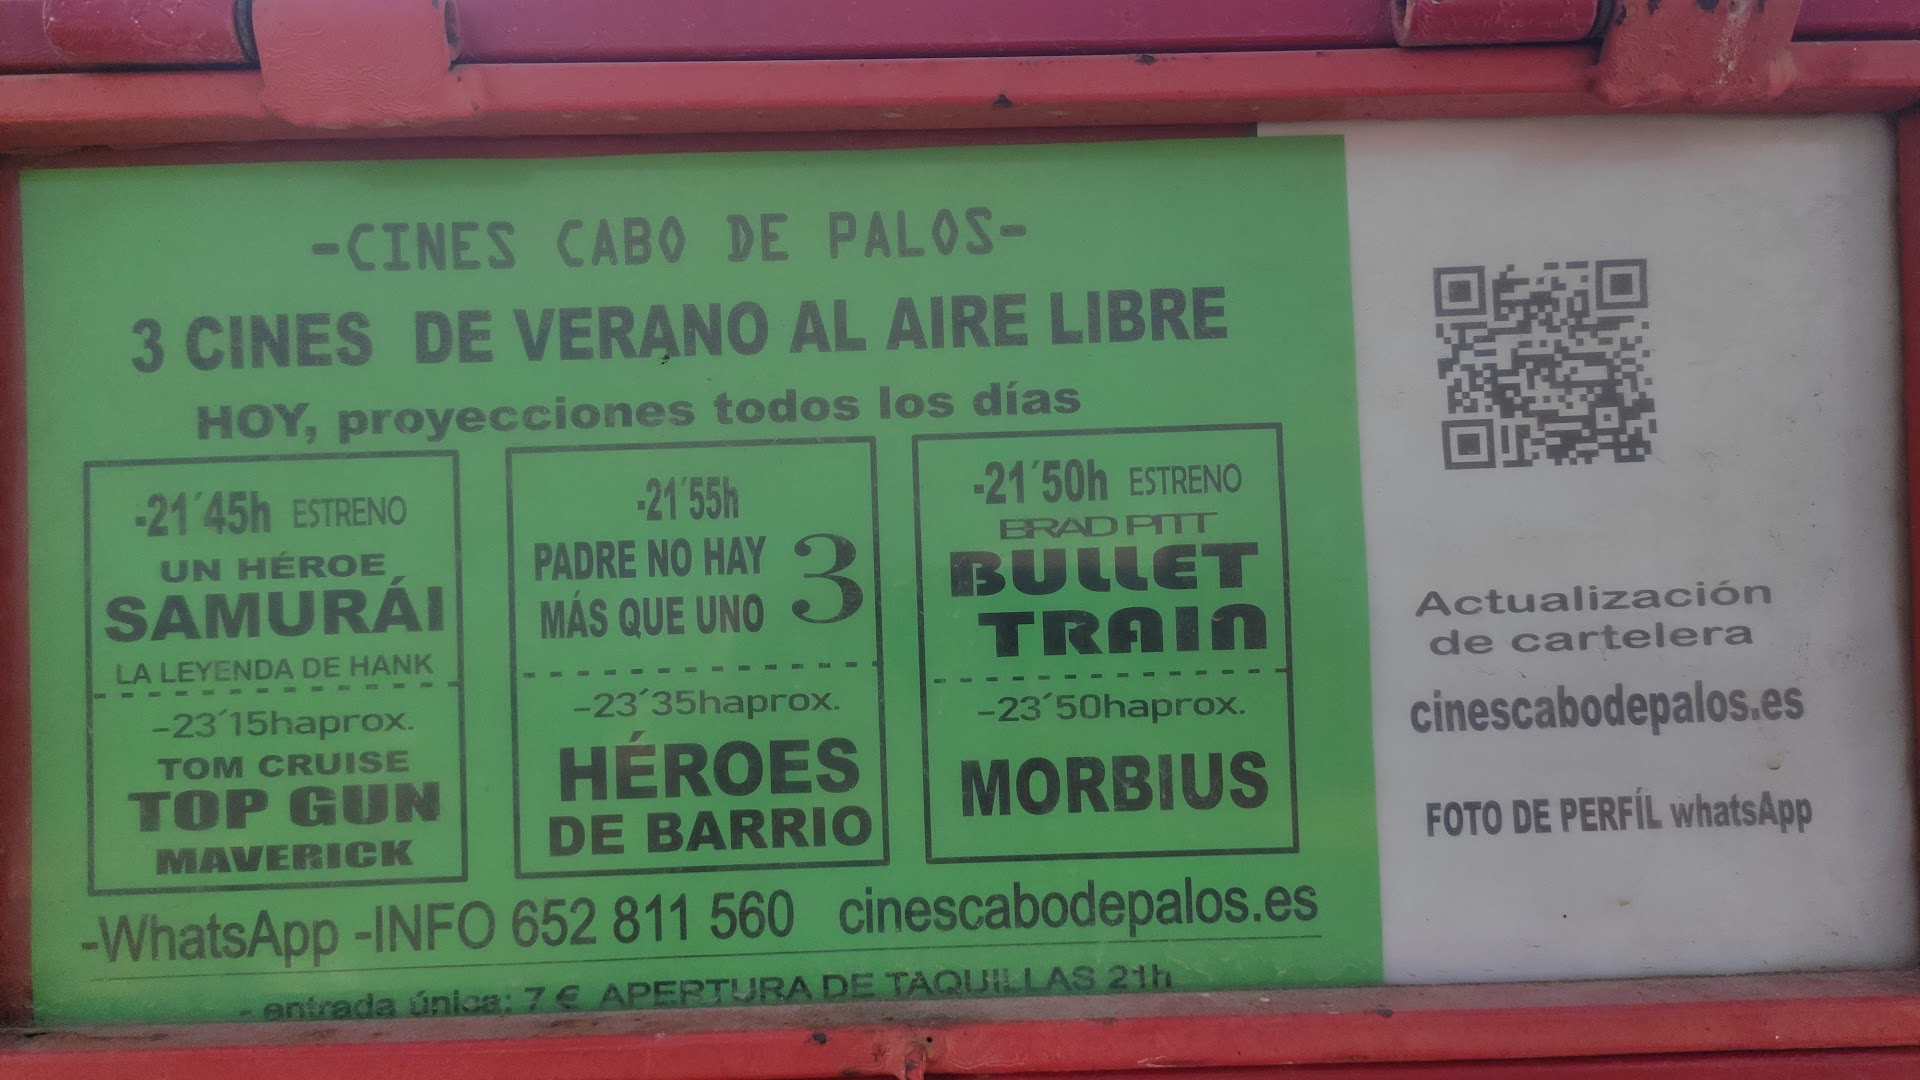 -CINES CABO DE PALOS-
3 CINES DE VERANO AL AIRE LIBRE
HOY, proyecciones todos los días
-21´45h ESTRENO
UN HÉROE
SAMURÁI
LA LEYENDA DE HANK
-23´15haprox.
TOM CRUISE
TOP GUN
MAVERICK
-21´55h
PADRE NO HAY
MÁS QUE UNO 3
-23´35haprox.
HÉROES
DE BARRIO
-21´50h ESTRENO
BRAD PITT
BULLET
TRAIN
-23´50haprox.
MORBIUS
-WhatsApp -INFO 652 811 560 cinescabodepalos.es
- entrada única: 7 € APERTURA DE TAQUILLAS 21h
Actualización
de cartelera
cinescabodepalos.es
FOTO DE PERFÍL whatsApp